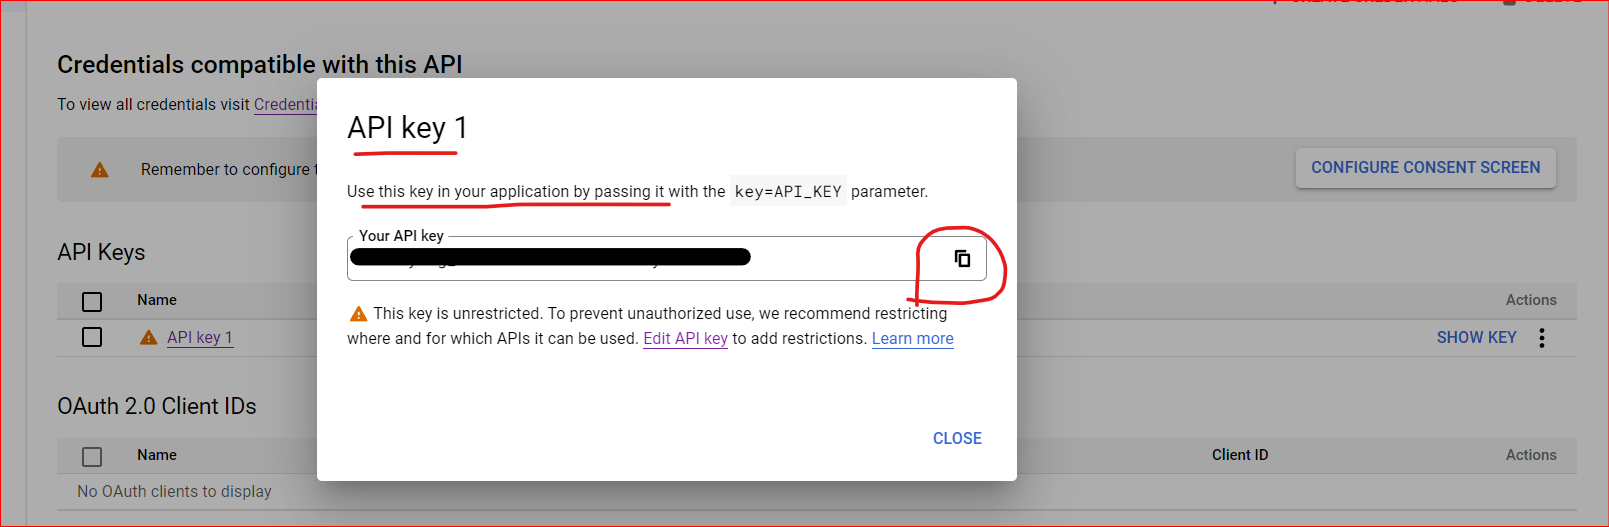 CREATE CREDENTIALS
DELETE
Credentials compatible with this API
To view all credentials visit
API key 1
Remember to configure
CONFIGURE CONSENT SCREEN
Use this key in your application by passing it with the key=API_KEY parameter.
Your API key
API Keys
This key is unrestricted. To prevent unauthorized use, we recommend restricting
where and for which APIs it can be used. Edit API key to add restrictions. Learn more
Name
Actions
API key 1
SHOW KEY
OAuth 2.0 Client IDs
CLOSE
Name
Client ID
Actions
No OAuth clients to display